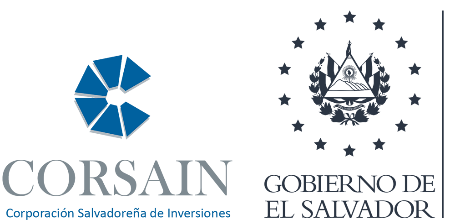 CORSAIN
Corporación Salvadoreña de Inversiones
GOBIERNO DE
EL SALVADOR